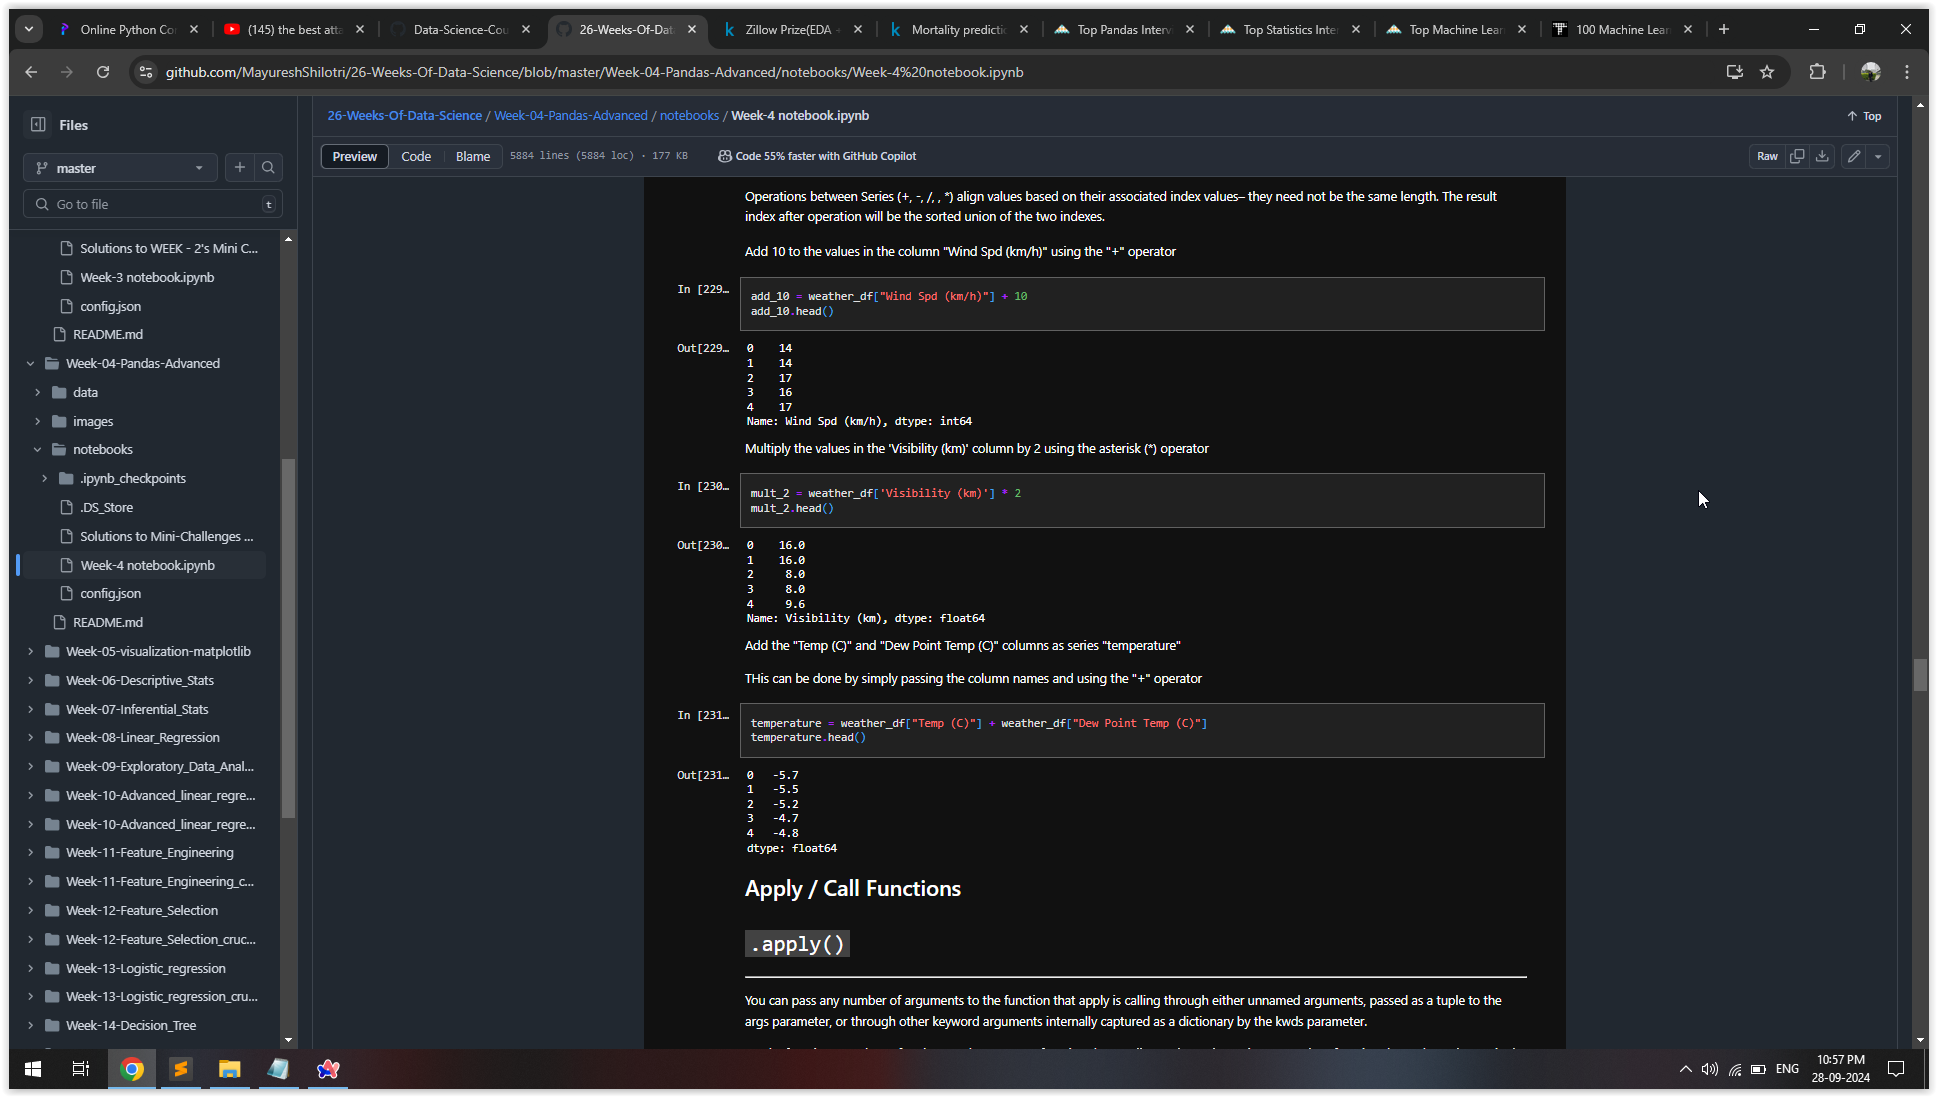 Online Python Co
(145) the best atta
Data-Science-Cou
26-Weeks-Of-Dat
Zillow Prize(EDA
Mortality predictic
Top Pandas Interv
Top Statistics Inte
Top Machine Lear
100 Machine Lear
github.com/MayureshShilotri/26-Weeks-Of-Data-Science/blob/master/Week-04-Pandas-Advanced/notebooks/Week-4%20notebook.ipynb
Files
master
Go to file
t
Solutions to WEEK - 2's Mini C...
Week-3 notebook.ipynb
config.json
README.md
Week-04-Pandas-Advanced
data
images
notebooks
.ipynb_checkpoints
.DS_Store
Solutions to Mini-Challenges ...
Week-4 notebook.ipynb
config.json
README.md
Week-05-visualization-matplotlib
Week-06-Descriptive_Stats
Week-07-Inferential_Stats
Week-08-Linear_Regression
Week-09-Exploratory_Data_Anal...
Week-10-Advanced_linear_regre...
Week-10-Advanced_linear_regre...
Week-11-Feature_Engineering
Week-11-Feature_Engineering_c...
Week-12-Feature_Selection
Week-12-Feature_Selection_cruc...
Week-13-Logistic_regression
Week-13-Logistic_regression_cru...
Week-14-Decision_Tree
26-Weeks-Of-Data-Science / Week-04-Pandas-Advanced / notebooks / Week-4 notebook.ipynb
Top
Preview Code Blame 5884 lines (5884 loc) · 177 KB Code 55% faster with GitHub Copilot
Raw
Operations between Series (+, -, /, , *) align values based on their associated index values– they need not be the same length. The result
index after operation will be the sorted union of the two indexes.
Add 10 to the values in the column "Wind Spd (km/h)" using the "+" operator
In [229…
add_10 = weather_df["Wind Spd (km/h)"] + 10
add_10.head()
Out[229…
0 14
1 14
2 17
3 16
4 17
Name: Wind Spd (km/h), dtype: int64
Multiply the values in the 'Visibility (km)' column by 2 using the asterisk (*) operator
In [230…
mult_2 = weather_df['Visibility (km)'] * 2
mult_2.head()
Out[230…
0 16.0
1 16.0
2 8.0
3 8.0
4 9.6
Name: Visibility (km), dtype: float64
Add the "Temp (C)" and "Dew Point Temp (C)" columns as series "temperature"
THis can be done by simply passing the column names and using the "+" operator
In [231…
temperature = weather_df["Temp (C)"] + weather_df["Dew Point Temp (C)"]
temperature.head()
Out[231…
0 -5.7
1 -5.5
2 -5.2
3 -4.7
4 -4.8
dtype: float64
Apply / Call Functions
.apply()
You can pass any number of arguments to the function that apply is calling through either unnamed arguments, passed as a tuple to the
args parameter, or through other keyword arguments internally captured as a dictionary by the kwds parameter.
ENG
10:57 PM
28-09-2024